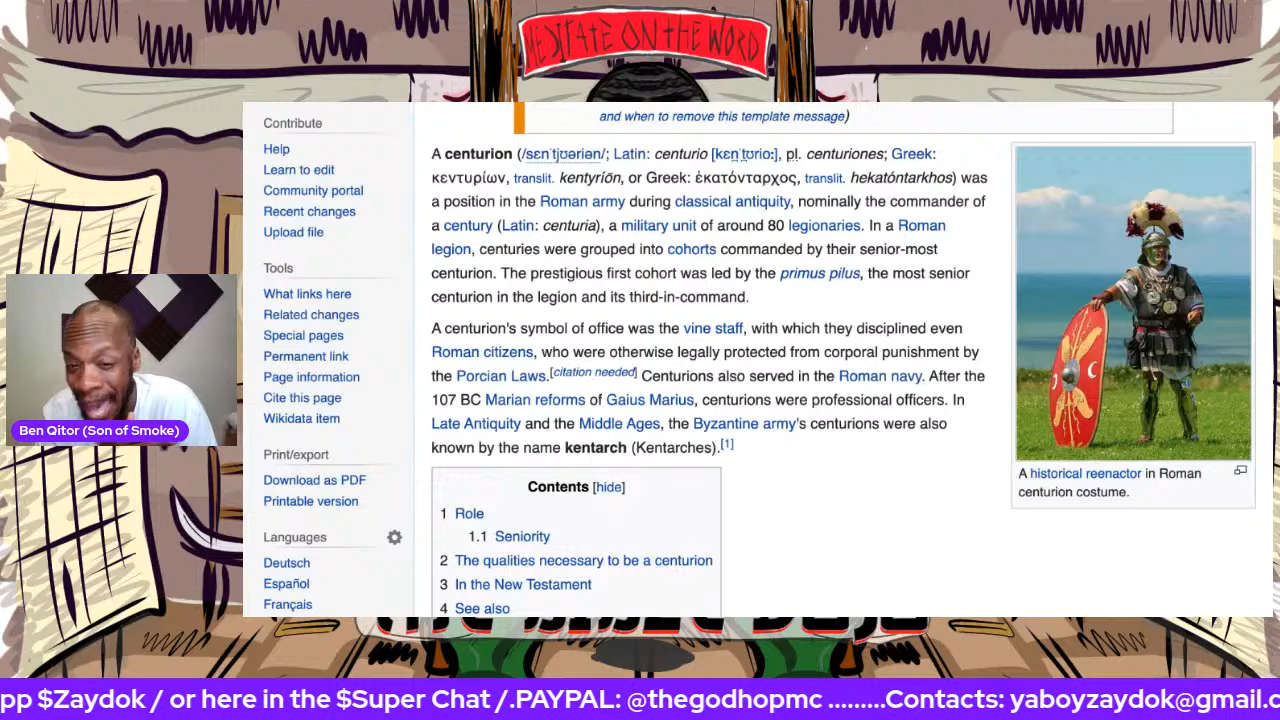 MEDITATE ON THE WORD
and when to remove this template message)
Contribute
Help
Learn to edit
Community portal
Recent changes
Upload file
Tools
What links here
Related changes
Special pages
Permanent link
Page information
Cite this page
Wikidata item
Print/export
Download as PDF
Printable version
Languages
Deutsch
Español
Français
A centurion (/sɛnˈtjʊəriən/; Latin: centurio [kɛn̪ˈt̪ʊrioː], pl. centuriones; Greek:
κεντυρίων, translit. kentyríōn, or Greek: ἑκατόνταρχος, translit. hekatóntarkhos) was
a position in the Roman army during classical antiquity, nominally the commander of
a century (Latin: centuria), a military unit of around 80 legionaries. In a Roman
legion, centuries were grouped into cohorts commanded by their senior-most
centurion. The prestigious first cohort was led by the primus pilus, the most senior
centurion in the legion and its third-in-command.
A centurion's symbol of office was the vine staff, with which they disciplined even
Roman citizens, who were otherwise legally protected from corporal punishment by
the Porcian Laws.[citation needed] Centurions also served in the Roman navy. After the
107 BC Marian reforms of Gaius Marius, centurions were professional officers. In
Late Antiquity and the Middle Ages, the Byzantine army's centurions were also
known by the name kentarch (Kentarches).[1]
Contents [hide]
1 Role
1.1 Seniority
2 The qualities necessary to be a centurion
3 In the New Testament
4 See also
A historical reenactor in Roman
centurion costume.
Ben Qitor (Son of Smoke)
pp $Zaydok / or here in the $Super Chat /.PAYPAL: @thegodhopmc .........Contacts: yaboyzaydok@gmail.c